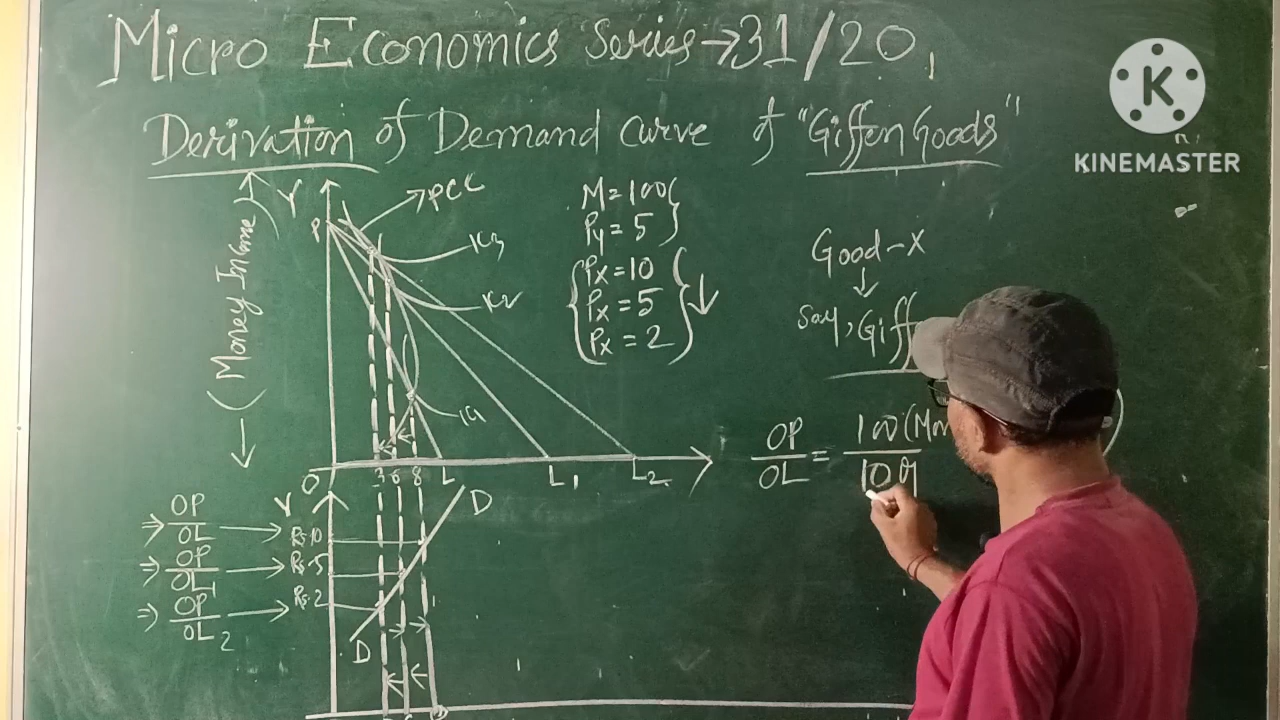 Micro Economics Series → 31/20.
Derivation of Demand Curve of "Giffen Goods"
KINEMASTER
Y
PCC
P
IC3
IC2
IC1
(Money Income)
M = 100
Py = 5
Px = 10
Px = 5
Px = 2
Good - X
Say, Giff
OP
OL
=
100 (Mon
10
O
3 6 8 L L1 L2
Y
⇒ OP
OL → Rs.10
⇒ OP
OL1 → Rs.5
⇒ OP
OL2 → Rs.2
D
D